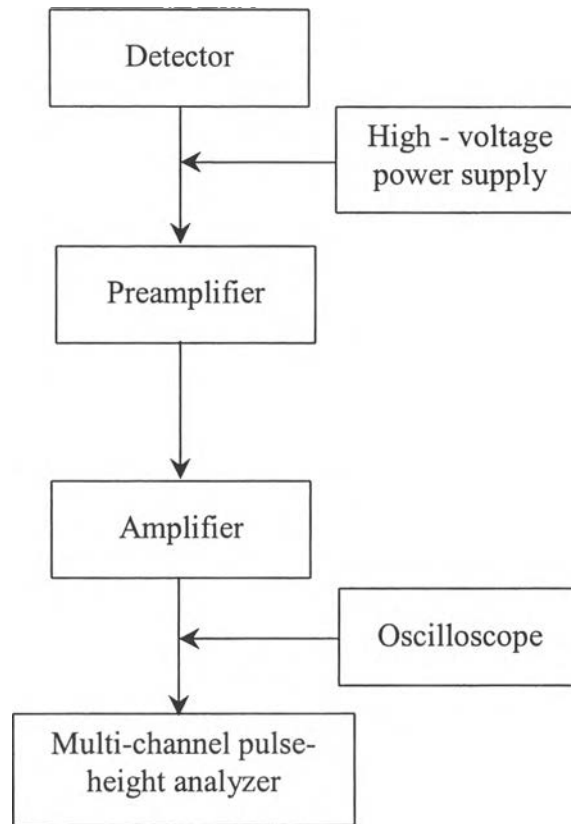 Detector
High - voltage
power supply
Preamplifier
Amplifier
Oscilloscope
Multi-channel pulse-
height analyzer